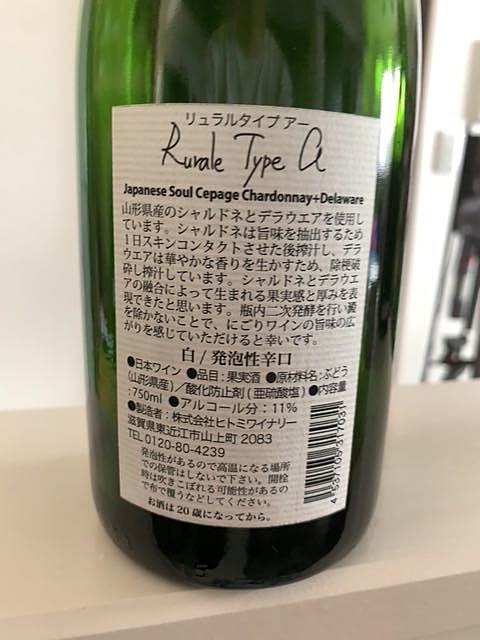 リュラルタイプ アー
Rurale Type a
Japanese Soul Cepage Chardonnay+Delaware
山形県産のシャルドネとデラウエアを使用し
ています。シャルドネは旨味を抽出するため
1日スキンコンタクトさせた後搾汁し、デラ
ウエアは華やかな香りを生かすため、除梗破
砕し搾汁しています。シャルドネとデラウエ
アの融合によって生まれる果実感と厚みを表
現できたと思います。瓶内二次発酵を行い澱
を除かないことで、にごりワインの旨味の広
がりを感じていただけると幸いです。
白/発泡性辛口
●日本ワイン ●品目:果実酒 ●原材料名:ぶどう
(山形県産)/酸化防止剤(亜硫酸塩) ●内容量
:750ml ●アルコール分:11%
●製造者:株式会社ヒトミワイナリー
滋賀県東近江市山上町2083
TEL 0120-80-4239
発泡性があるので高温になる場所
での保管はしないで下さい。開栓
時は吹きこぼれる可能性があるの
で布で覆うなどしてください。
お酒は20歳になってから。
4537105317031